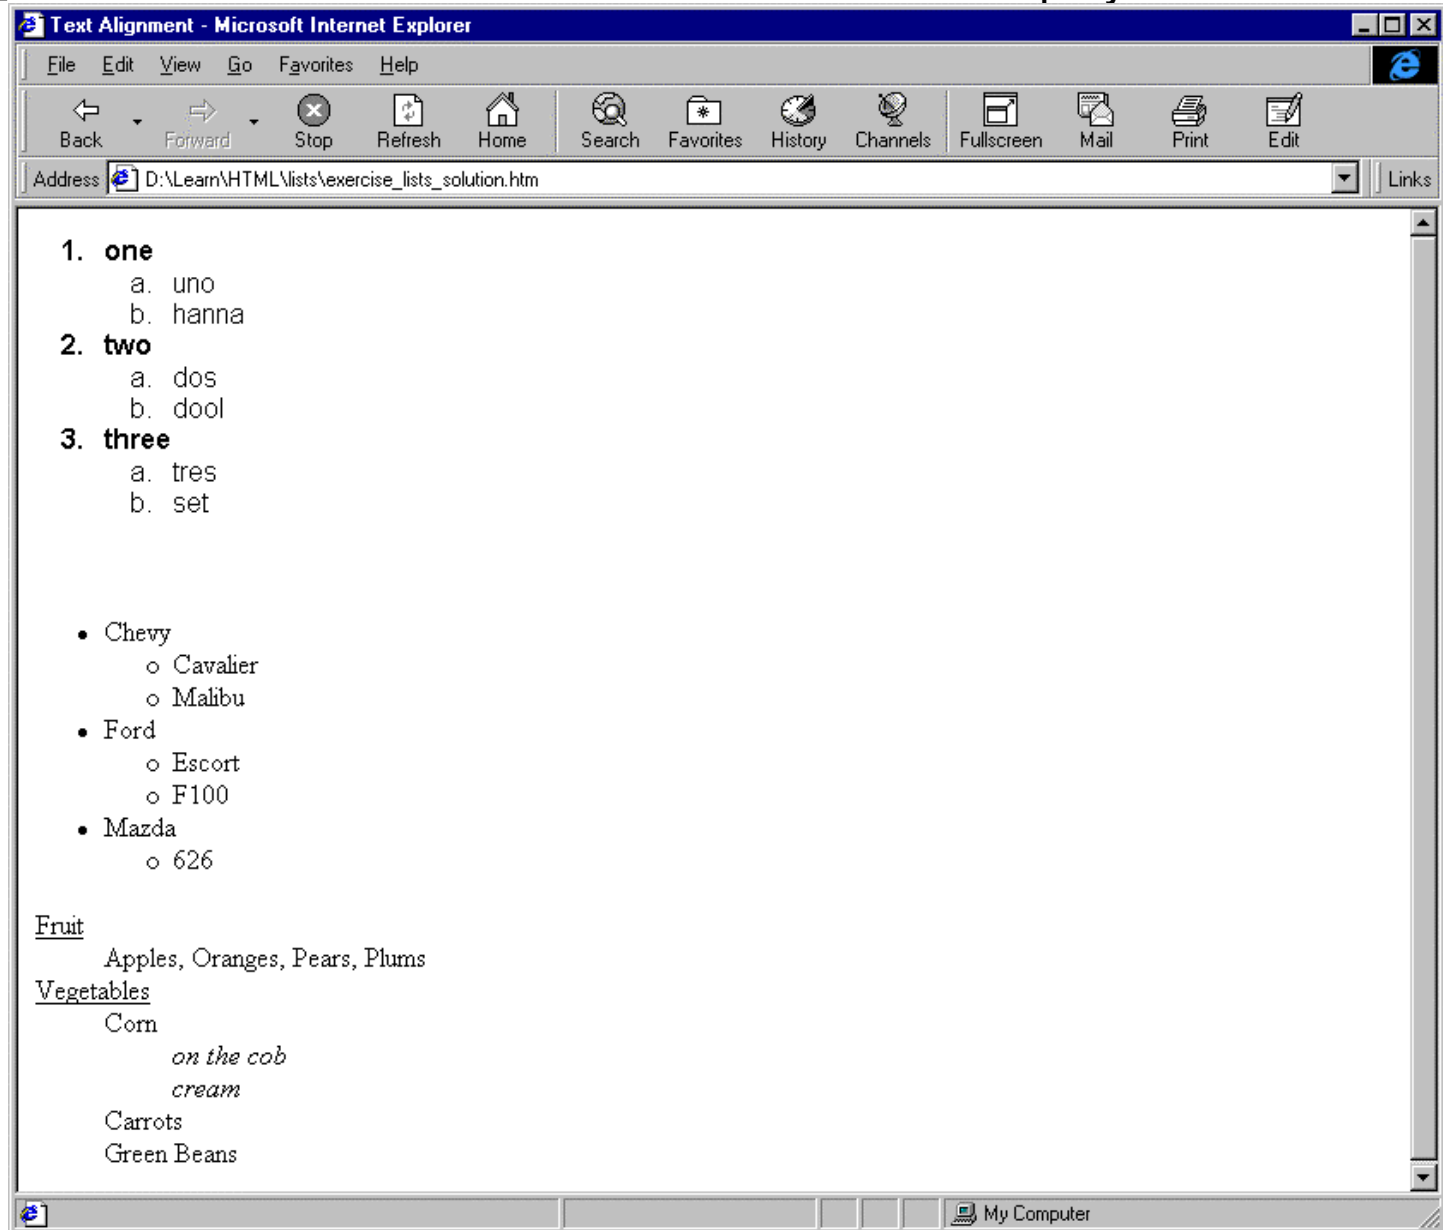 Text Alignment - Microsoft Internet Explorer
File Edit View Go Favorites Help
Back Forward Stop Refresh Home Search Favorites History Channels Fullscreen Mail Print Edit
Address D:\Learn\HTML\lists\exercise_lists_solution.htm Links
1. one
a. uno
b. hanna
2. two
a. dos
b. dool
3. three
a. tres
b. set
• Chevy
o Cavalier
o Malibu
• Ford
o Escort
o F100
• Mazda
o 626
Fruit
Apples, Oranges, Pears, Plums
Vegetables
Corn
on the cob
cream
Carrots
Green Beans
My Computer